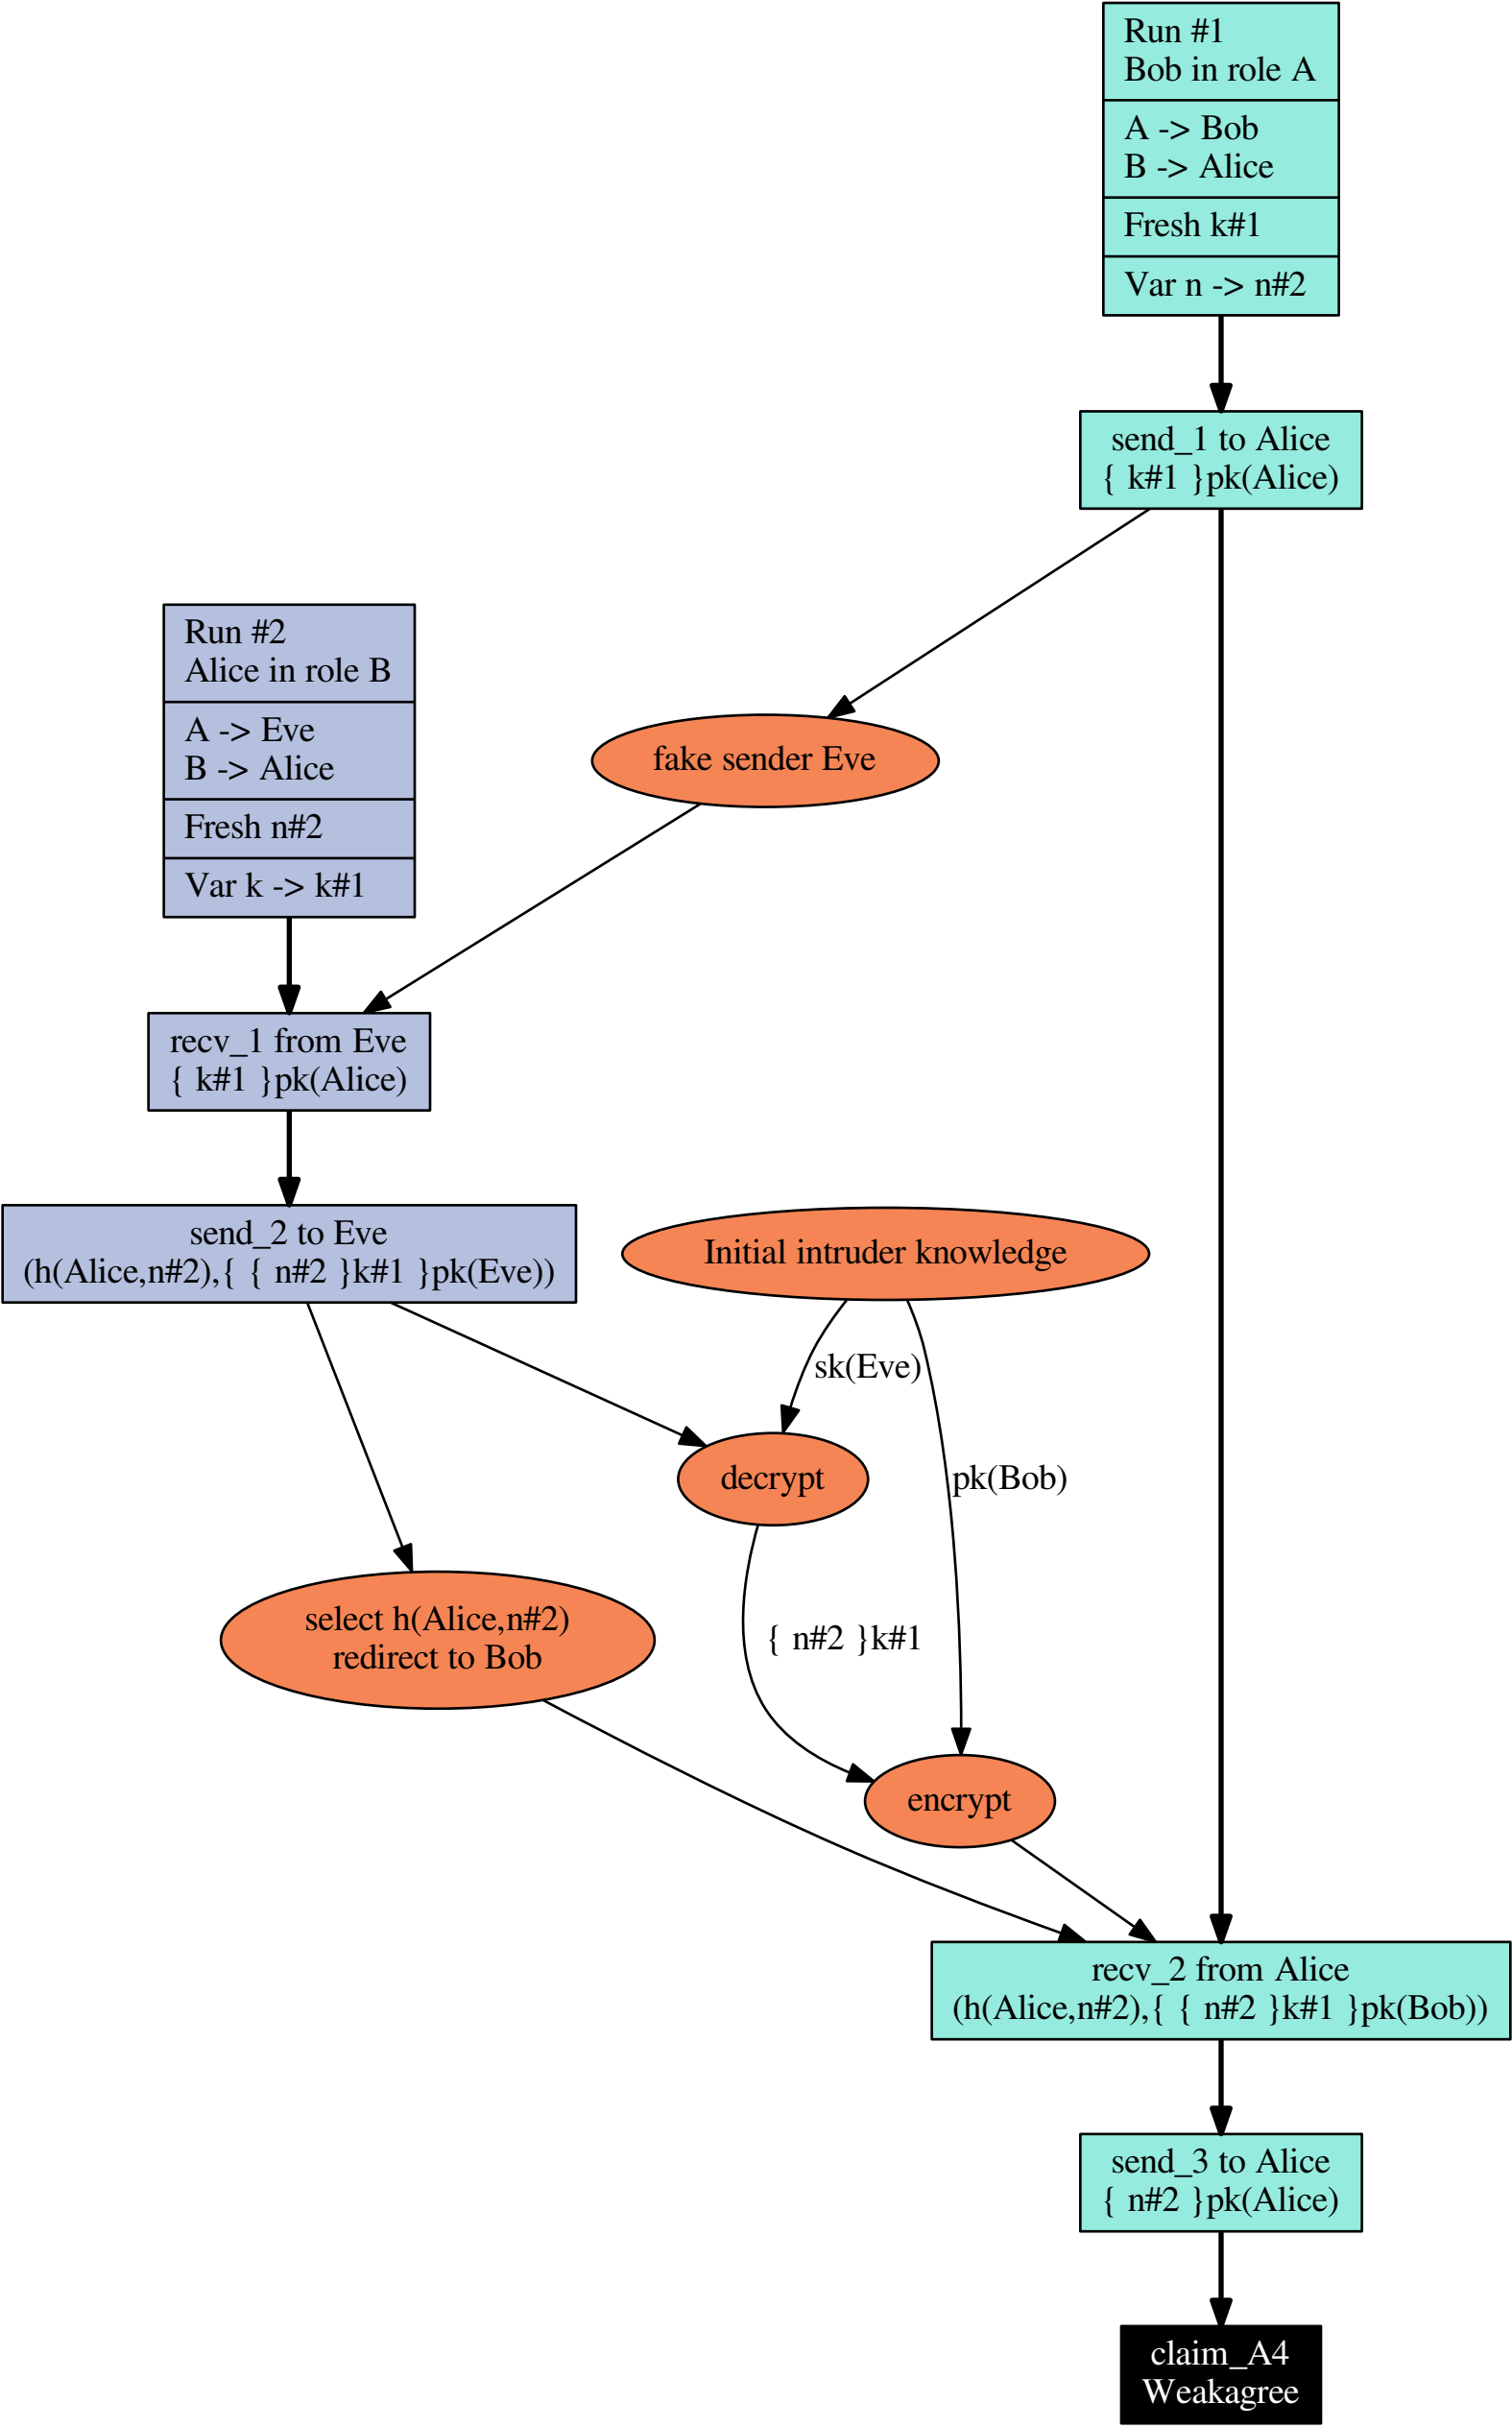 Run #1
Bob in role A
A -> Bob
B -> Alice
Fresh k#1
Var n -> n#2
send_1 to Alice
{ k#1 }pk(Alice)
Run #2
Alice in role B
A -> Eve
B -> Alice
Fresh n#2
Var k -> k#1
fake sender Eve
recv_1 from Eve
{ k#1 }pk(Alice)
send_2 to Eve
(h(Alice,n#2),{ { n#2 }k#1 }pk(Eve))
Initial intruder knowledge
sk(Eve)
pk(Bob)
decrypt
select h(Alice,n#2)
redirect to Bob
{ n#2 }k#1
encrypt
recv_2 from Alice
(h(Alice,n#2),{ { n#2 }k#1 }pk(Bob))
send_3 to Alice
{ n#2 }pk(Alice)
claim_A4
Weakagree